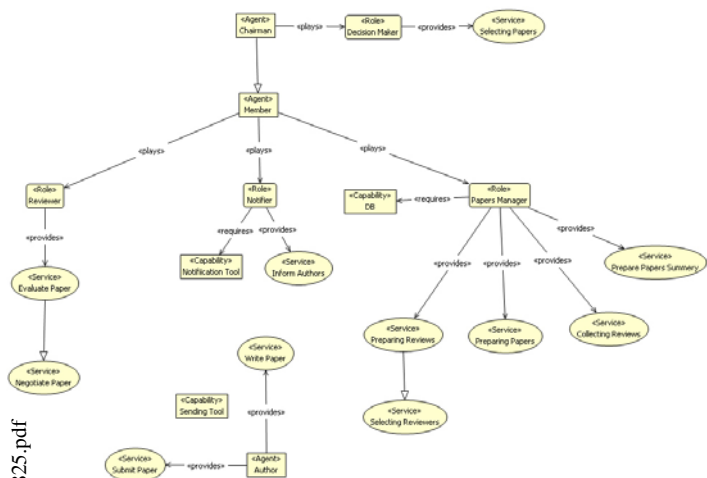 «Agent»
Chairman
«plays»
«Role»
Decision Maker
«provides»
«Service»
Selecting Papers
«Agent»
Member
«plays»
«plays»
«plays»
«Role»
Reviewer
«Role»
Notifier
«Capability»
DB
«requires»
«Role»
Papers Manager
«provides»
«requires»
«provides»
«provides»
«provides»
«provides»
«provides»
«Service»
Evaluate Paper
«Capability»
Notifiication Tool
«Service»
Inform Authors
«Service»
Prepare Papers Summery
«Service»
Preparing Reviews
«Service»
Preparing Papers
«Service»
Collecting Reviews
«Service»
Negotiate Paper
«Service»
Write Paper
«Capability»
Sending Tool
«provides»
«Service»
Selecting Reviewers
«Service»
Submit Paper
«provides»
«Agent»
Author
325.pdf